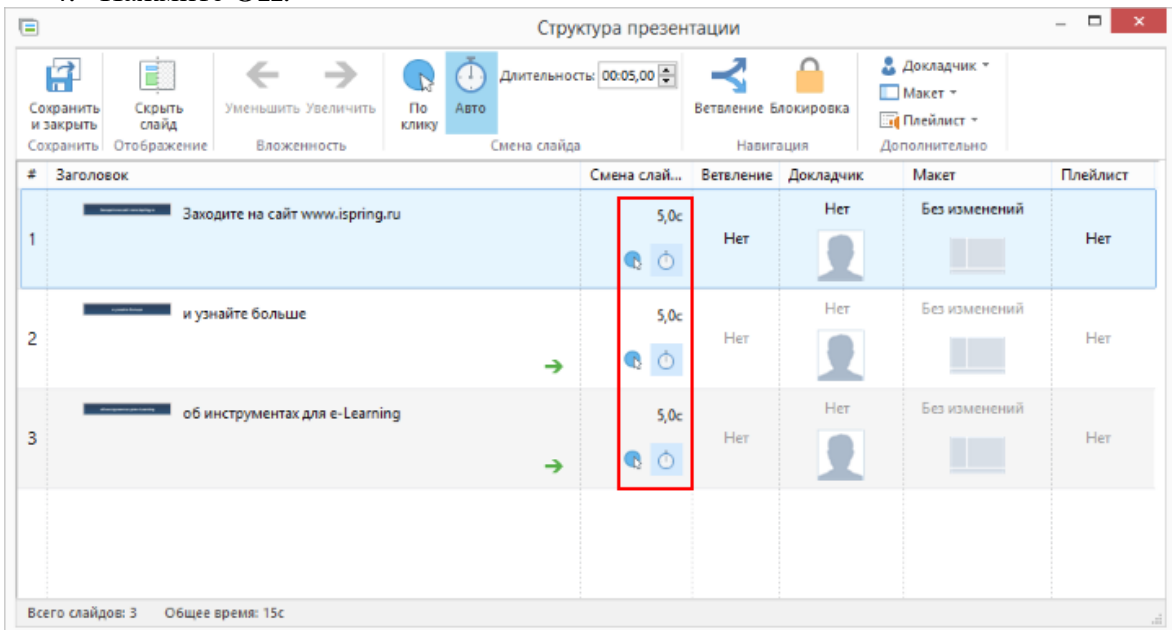 Структура презентации
Сохранить и закрыть
Скрыть слайд
Уменьшить Увеличить
По клику
Авто
Длительность: 00:05,00
Ветвление Блокировка
Докладчик
Макет
Плейлист
Сохранить Отображение Вложенность Смена слайда Навигация Дополнительно
# Заголовок Смена слай... Ветвление Докладчик Макет Плейлист
1 Заходите на сайт www.ispring.ru 5,0с Нет Нет Без изменений Нет
2 и узнайте больше 5,0с Нет Нет Без изменений Нет
3 об инструментах для e-Learning 5,0с Нет Нет Без изменений Нет
Всего слайдов: 3 Общее время: 15с